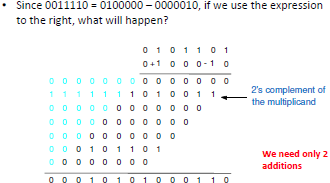 • Since 0011110 = 0100000 – 0000010, if we use the expression
to the right, what will happen?
0 1 0 1 1 0 1
0 +1 0 0 0 -1 0
0 0 0 0 0 0 0 0 0 0 0 0 0 0
1 1 1 1 1 1 1 0 1 0 0 1 1
2's complement of
the multiplicand
0 0 0 0 0 0 0 0 0 0 0 0
0 0 0 0 0 0 0 0 0 0 0
0 0 0 0 0 0 0 0 0 0
0 0 0 1 0 1 1 0 1
0 0 0 0 0 0 0 0
We need only 2
additions
0 0 0 1 0 1 0 1 0 0 0 1 1 0